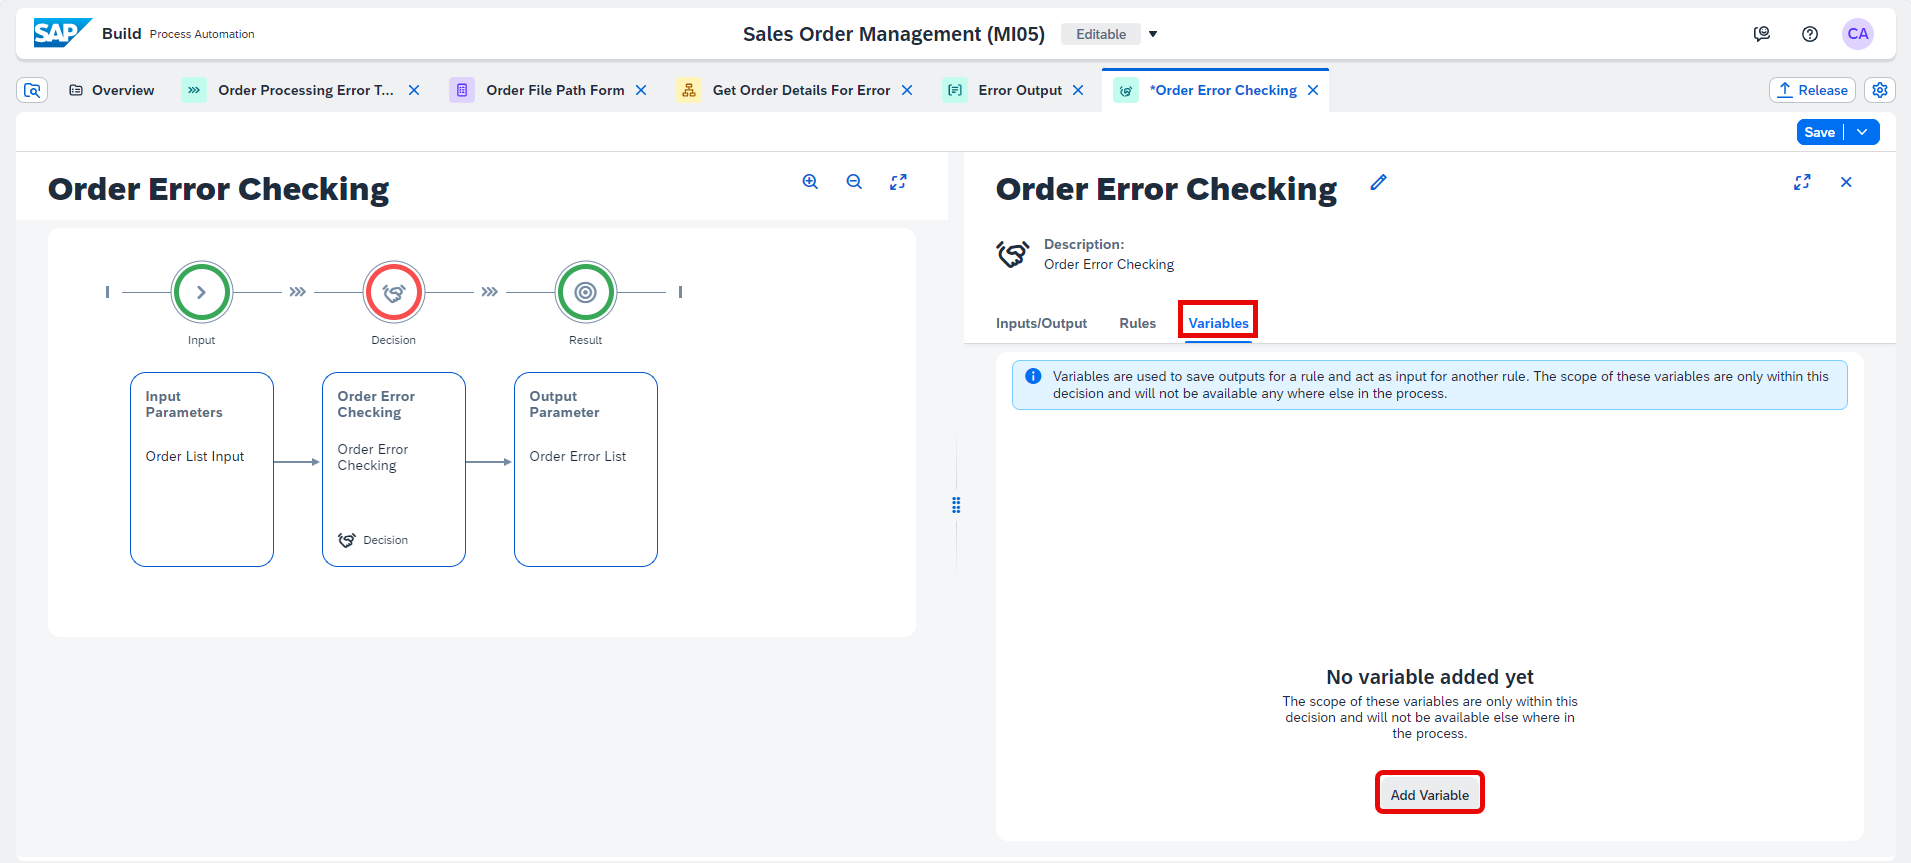 SAP Build Process Automation
Sales Order Management (MI05) Editable
CA
Overview
Order Processing Error T...
Order File Path Form
Get Order Details For Error
Error Output
*Order Error Checking
Release
Save
Order Error Checking
Input
Decision
Result
Input
Parameters
Order List Input
Order Error
Checking
Order Error
Checking
Decision
Output
Parameter
Order Error List
Order Error Checking
Description:
Order Error Checking
Inputs/Output
Rules
Variables
Variables are used to save outputs for a rule and act as input for another rule. The scope of these variables are only within this
decision and will not be available any where else in the process.
No variable added yet
The scope of these variables are only within this
decision and will not be available else where in
the process.
Add Variable